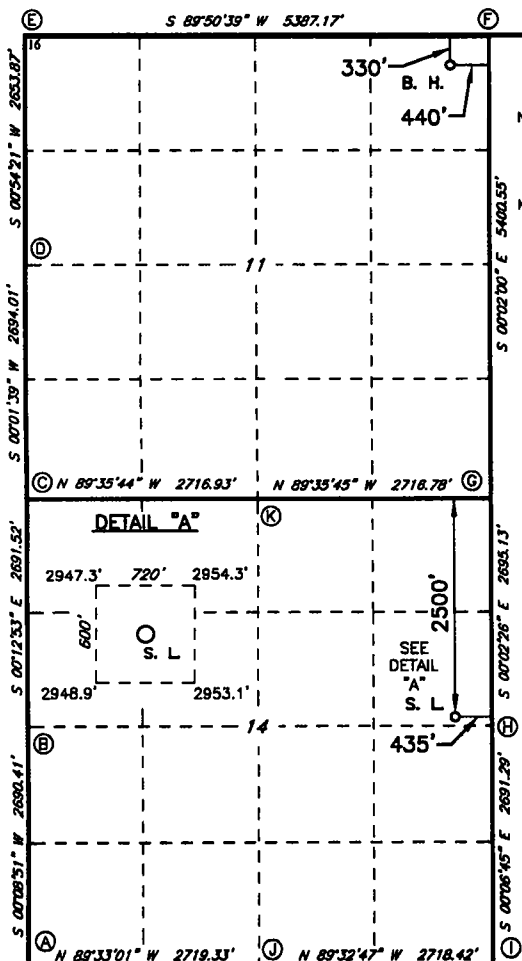 E
S 89°50'39" W 5387.17'
F
16
330'
B. H.
440'
S 00°54'21" W 2653.87'
S 00°02'00" E 5400.55'
D
11
S 00°01'39" W 2694.01'
C
N 89°35'44" W 2716.93'
N 89°35'45" W 2716.78'
G
K
DETAIL "A"
2947.3'
720'
2954.3'
600'
S. L.
2948.9'
2953.1'
S 00°12'53" E 2691.52'
2500'
S 00°02'26" E 2695.13'
SEE
DETAIL
"A"
S. L.
435'
14
B
H
S 00°08'51" W 2690.41'
S 00°06'45" E 2691.29'
A
N 89°33'01" W 2719.33'
J
N 89°32'47" W 2718.42'
I